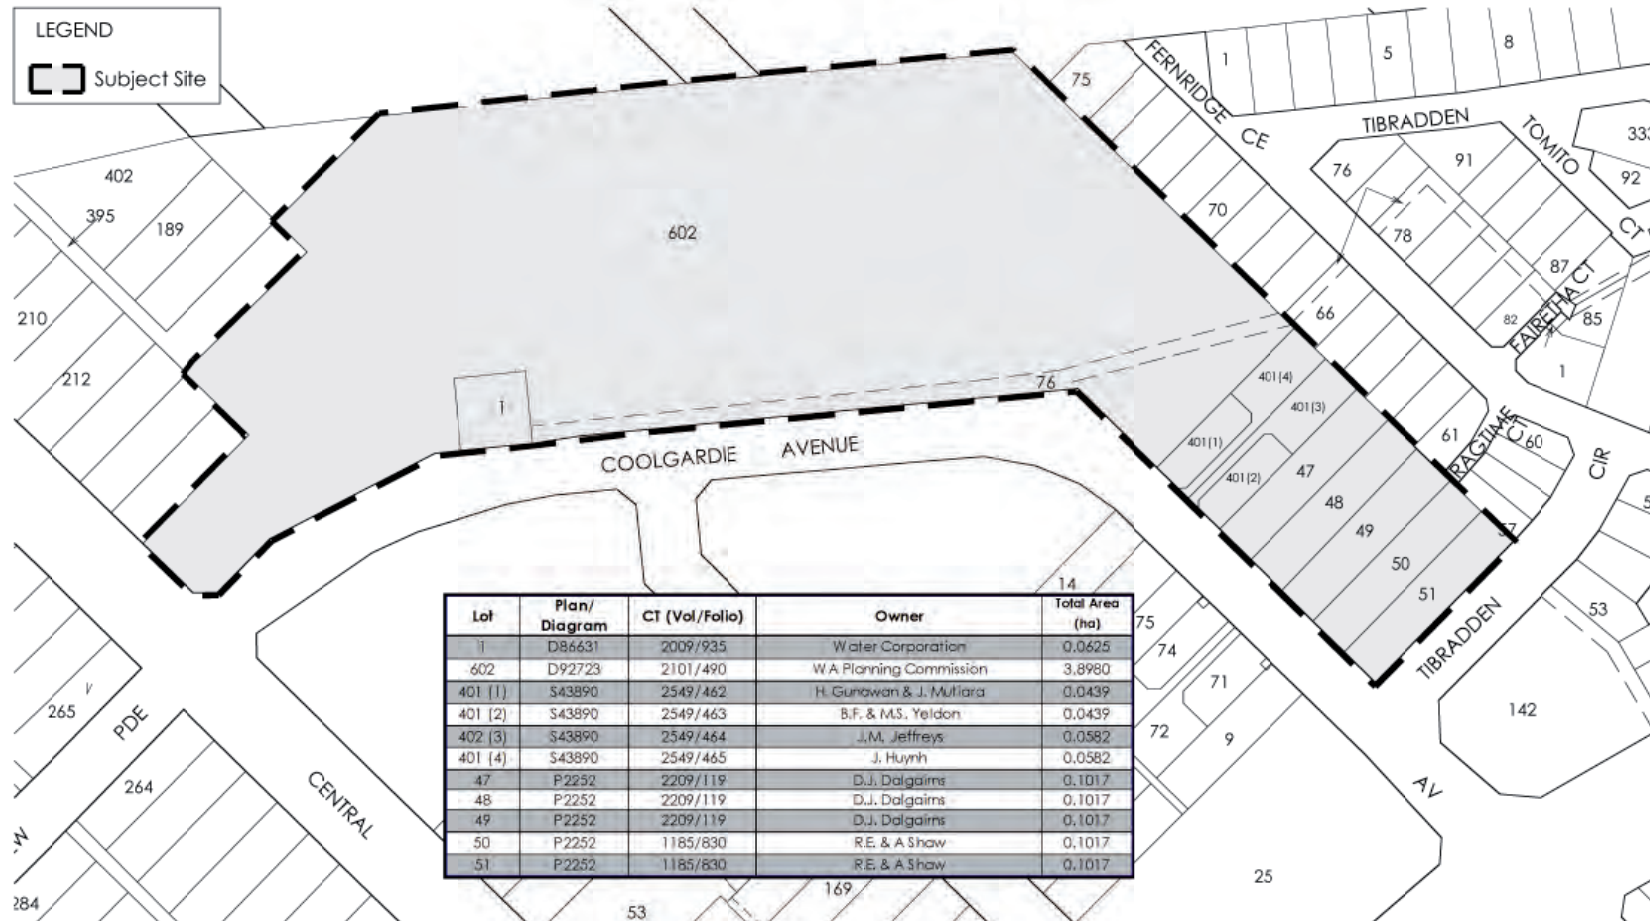 LEGEND
Subject Site
602
1
76
COOLGARDIE AVENUE
402
395
189
210
212
265
PDE
264
284
CENTRAL
75
FERNRIDGE CE
1
5
8
TIBRADDEN
TOMITO CT
333
92
76
91
70
78
87
FAIRETHA CT
82
85
66
1
401(4)
401(3)
401(1)
401(2)
61
RAGTIME CT
60
CIR
47
48
49
50
51
57
TIBRADDEN
53
142
14
75
74
71
72
9
AV
25
169
53
Lot Plan/ Diagram CT (Vol/Folio) Owner Total Area (ha)
1 D86631 2009/935 Water Corporation 0.0625
602 D92723 2101/490 WA Planning Commission 3.8980
401 (1) S43890 2549/462 H. Gunawan & J. Mutiara 0.0439
401 (2) S43890 2549/463 B.F. & M.S. Yeldon 0.0439
402 (3) S43890 2549/464 J.M. Jeffreys 0.0582
401 (4) S43890 2549/465 J. Huynh 0.0582
47 P2252 2209/119 D.J. Dalgairns 0.1017
48 P2252 2209/119 D.J. Dalgairns 0.1017
49 P2252 2209/119 D.J. Dalgairns 0.1017
50 P2252 1185/830 R.E. & A Shaw 0.1017
51 P2252 1185/830 R.E. & A Shaw 0.1017